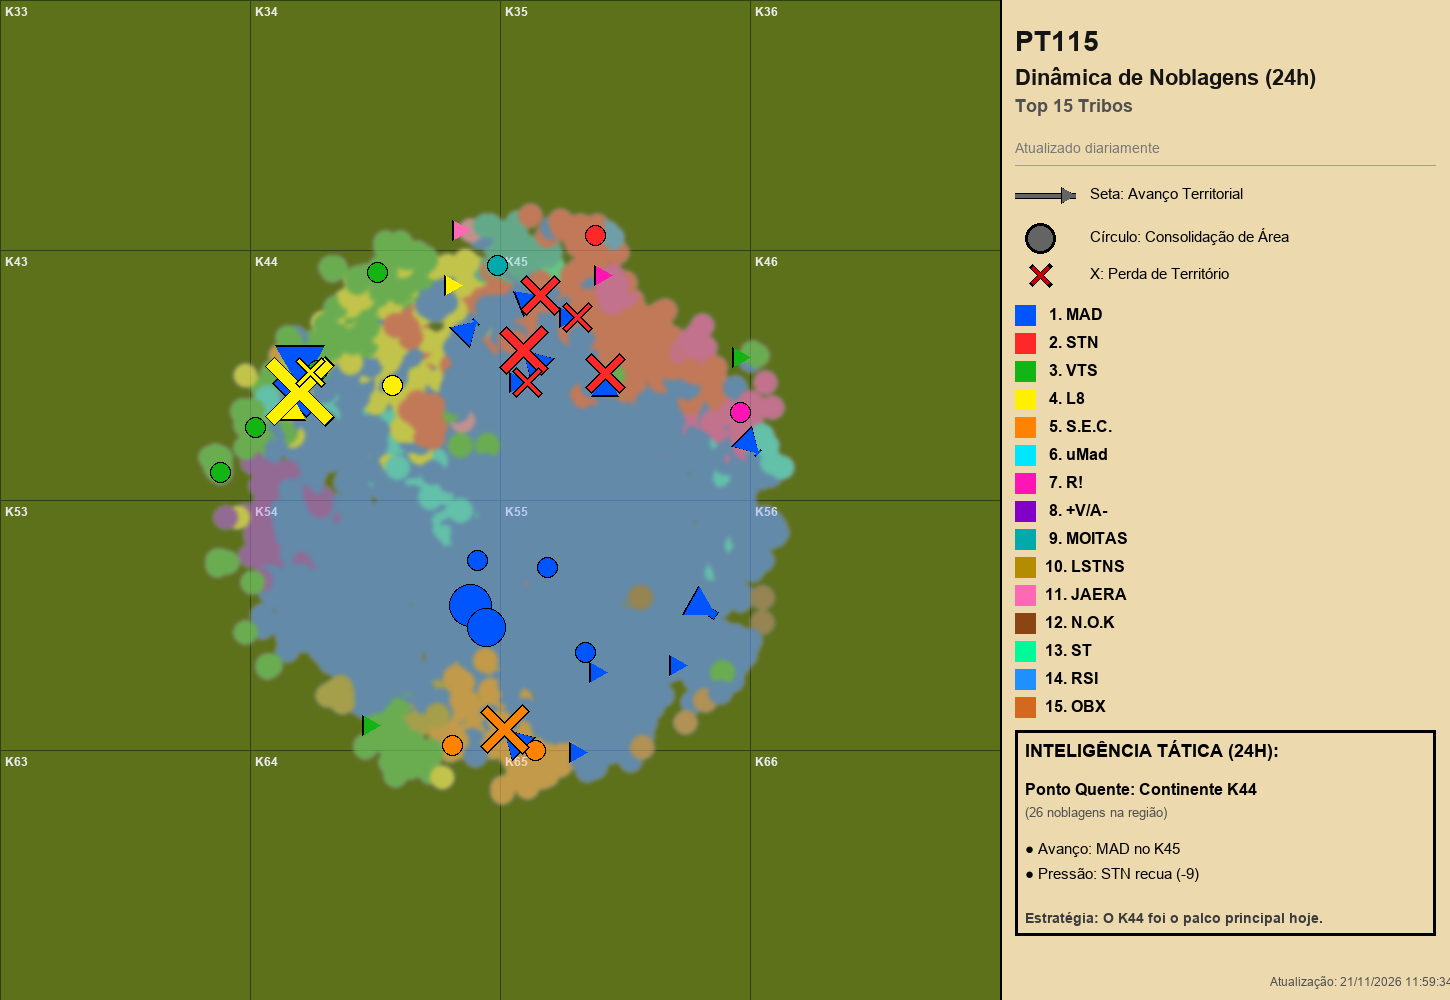 K33
K34
K35
K36
K43
K44
K45
K46
K53
K54
K55
K56
K63
K64
K65
K66
PT115
Dinâmica de Noblagens (24h)
Top 15 Tribos
Atualizado diariamente
Seta: Avanço Territorial
Círculo: Consolidação de Área
X: Perda de Território
1. MAD
2. STN
3. VTS
4. L8
5. S.E.C.
6. uMad
7. R!
8. +V/A-
9. MOITAS
10. LSTNS
11. JAERA
12. N.O.K
13. ST
14. RSI
15. OBX
INTELIGÊNCIA TÁTICA (24H):
Ponto Quente: Continente K44
(26 noblagens na região)
● Avanço: MAD no K45
● Pressão: STN recua (-9)
Estratégia: O K44 foi o palco principal hoje.
Atualização: 21/11/2026 11:59:34